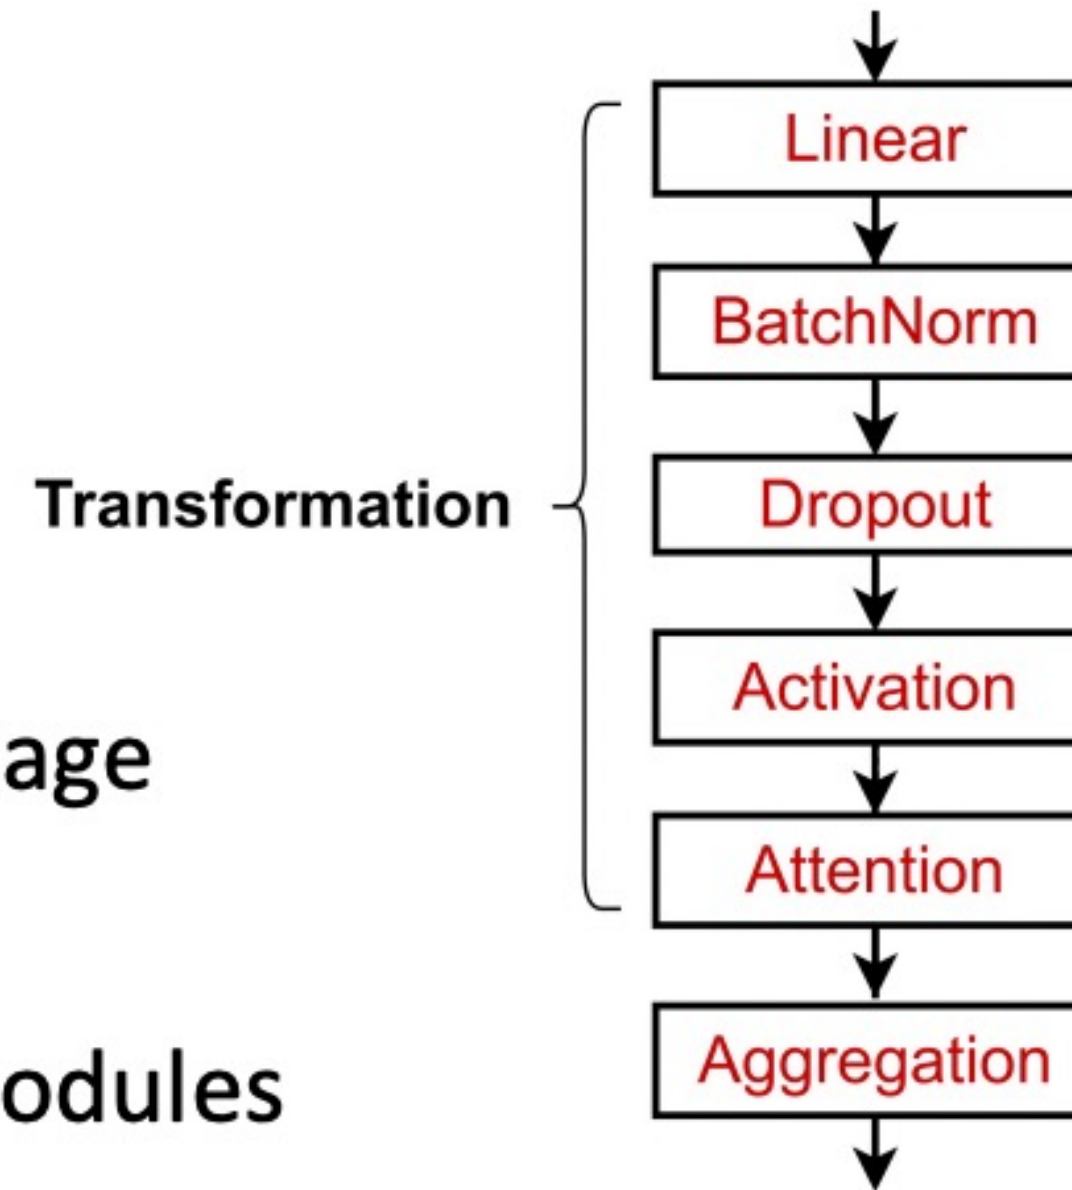 Linear
BatchNorm
Transformation
Dropout
Activation
age
Attention
Aggregation
odules